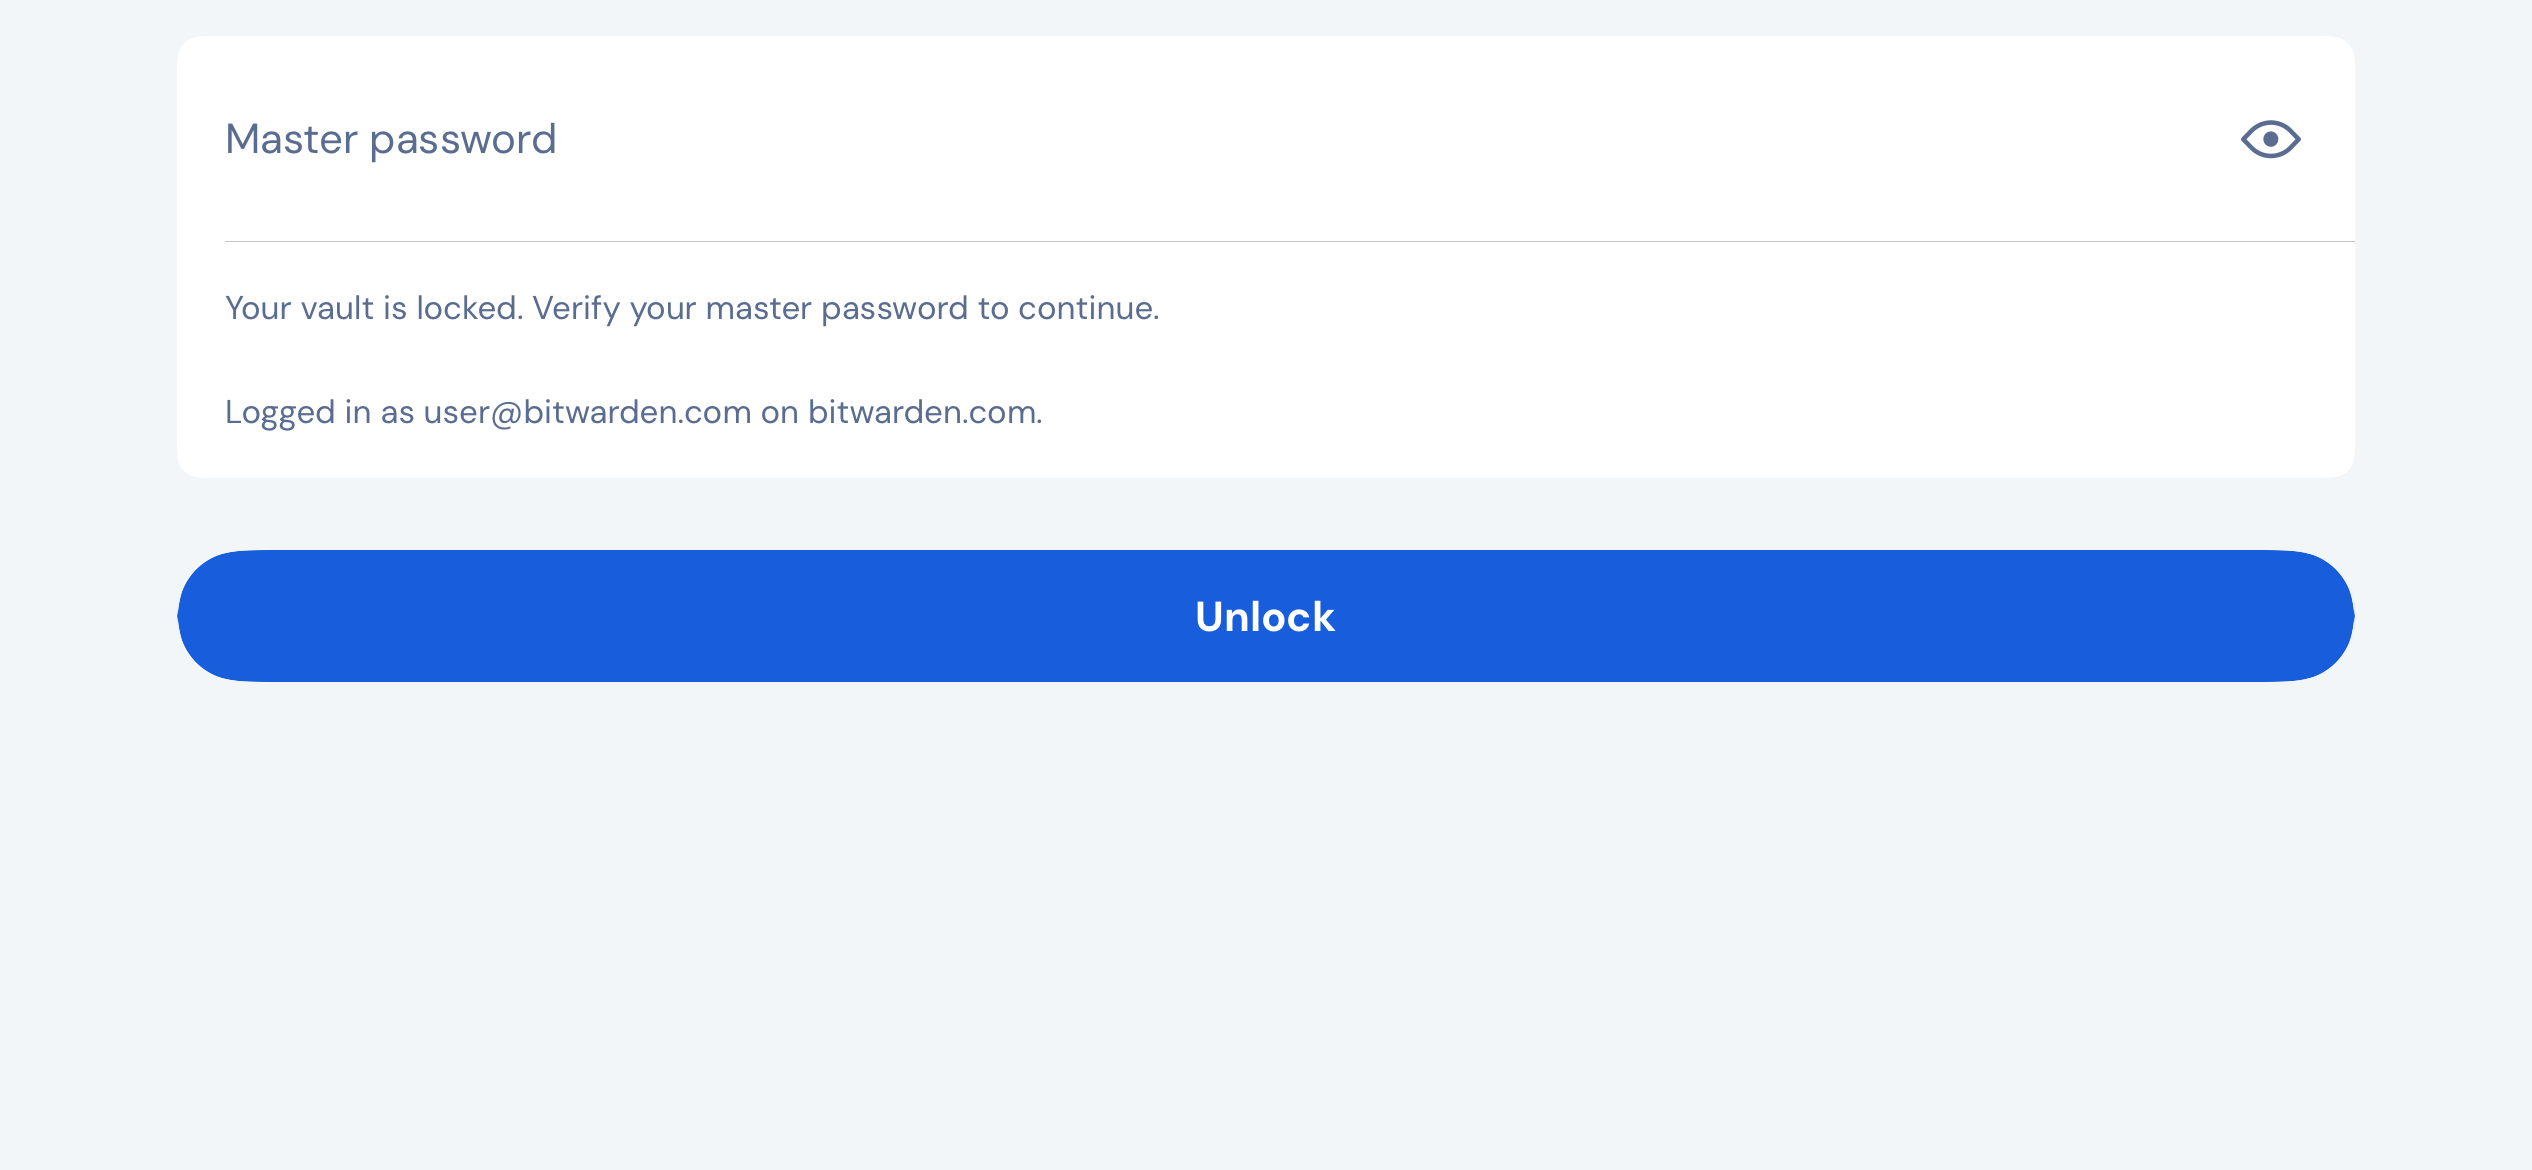 Master password
Your vault is locked. Verify your master password to continue.
Logged in as user@bitwarden.com on bitwarden.com.
Unlock